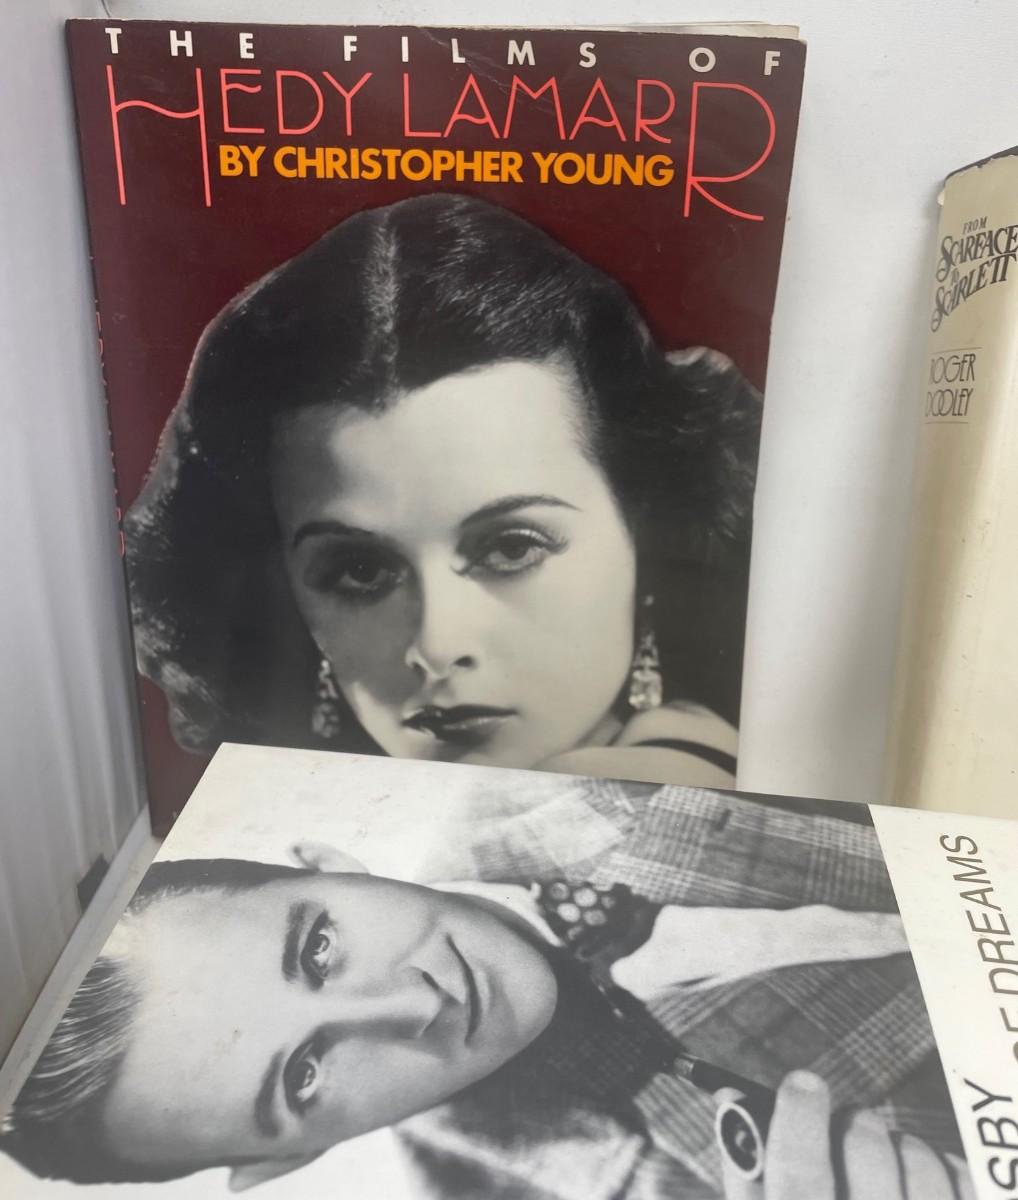 THE FILMS OF
HEDY LAMARR
BY CHRISTOPHER YOUNG
FROM
SCARFACE
TO
SCARLETT
ROGER
DOOLEY
SBY
OF DREAMS